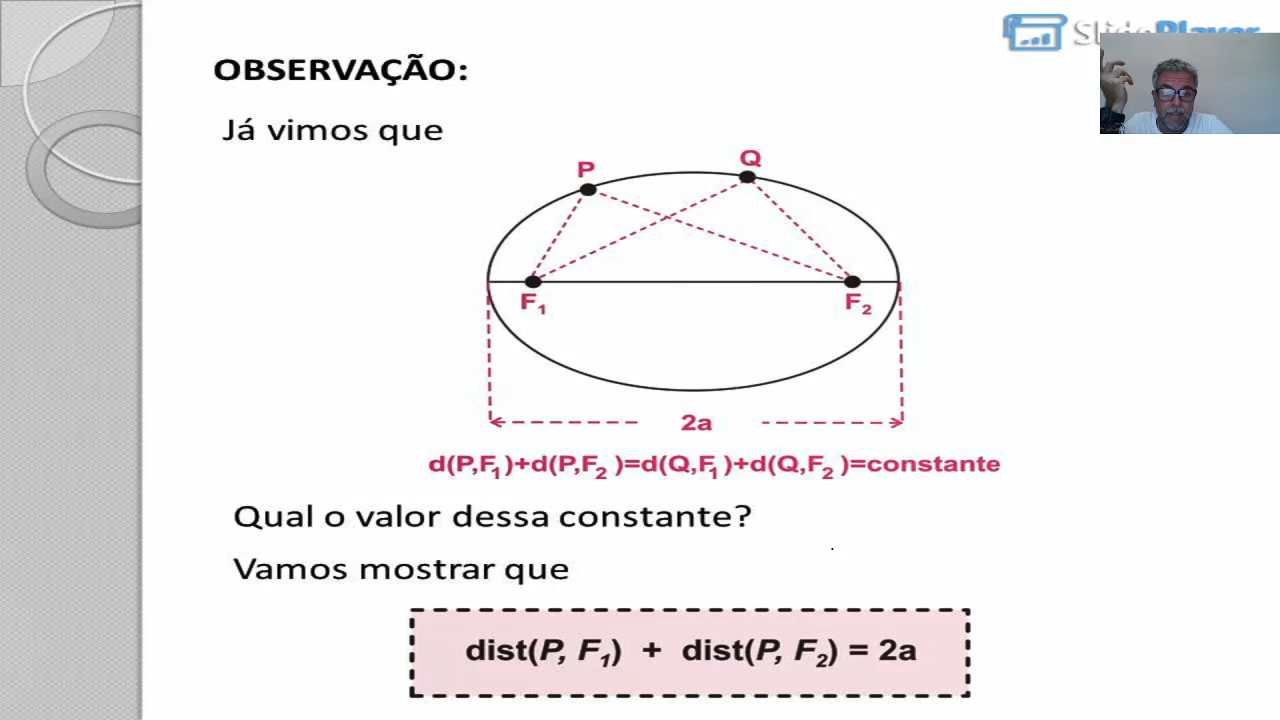 SlidePlayer
OBSERVAÇÃO:
Já vimos que
P
Q
F₁
F₂
2a
d(P,F₁)+d(P,F₂)=d(Q,F₁)+d(Q,F₂)=constante
Qual o valor dessa constante?
Vamos mostrar que
dist(P, F₁) + dist(P, F₂) = 2a